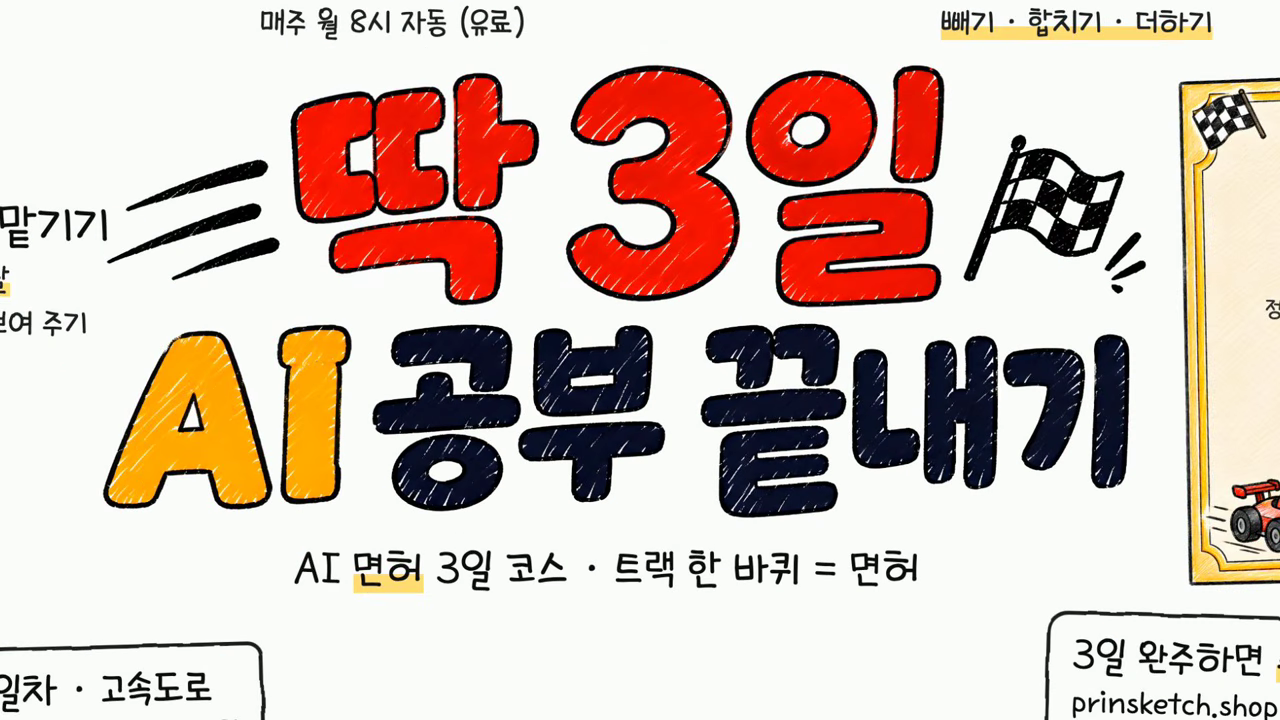 매주 월 8시 자동 (유료)
빼기 · 합치기 · 더하기
맡기기
여 주기
딱 3일
AI 공부 끝내기
AI 면허 3일 코스 · 트랙 한 바퀴 = 면허
일차 · 고속도로
3일 완주하면
prinsketch.shop